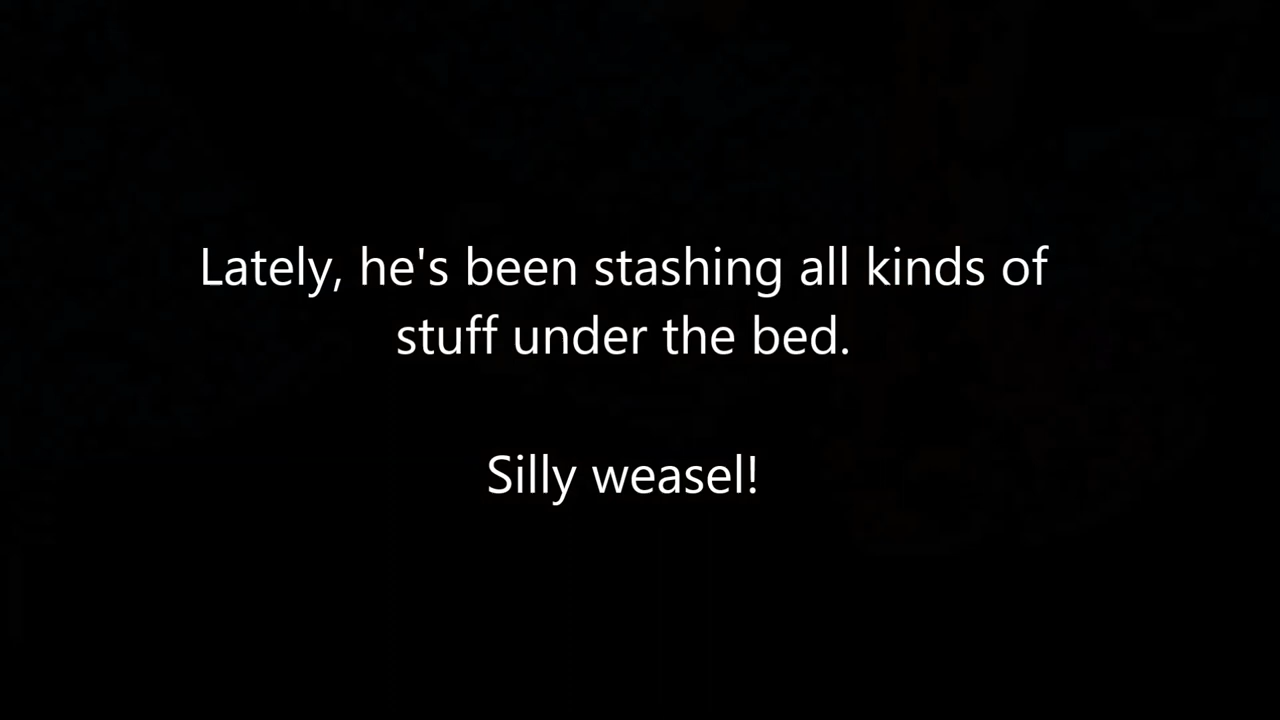 Lately, he's been stashing all kinds of
stuff under the bed.
Silly weasel!